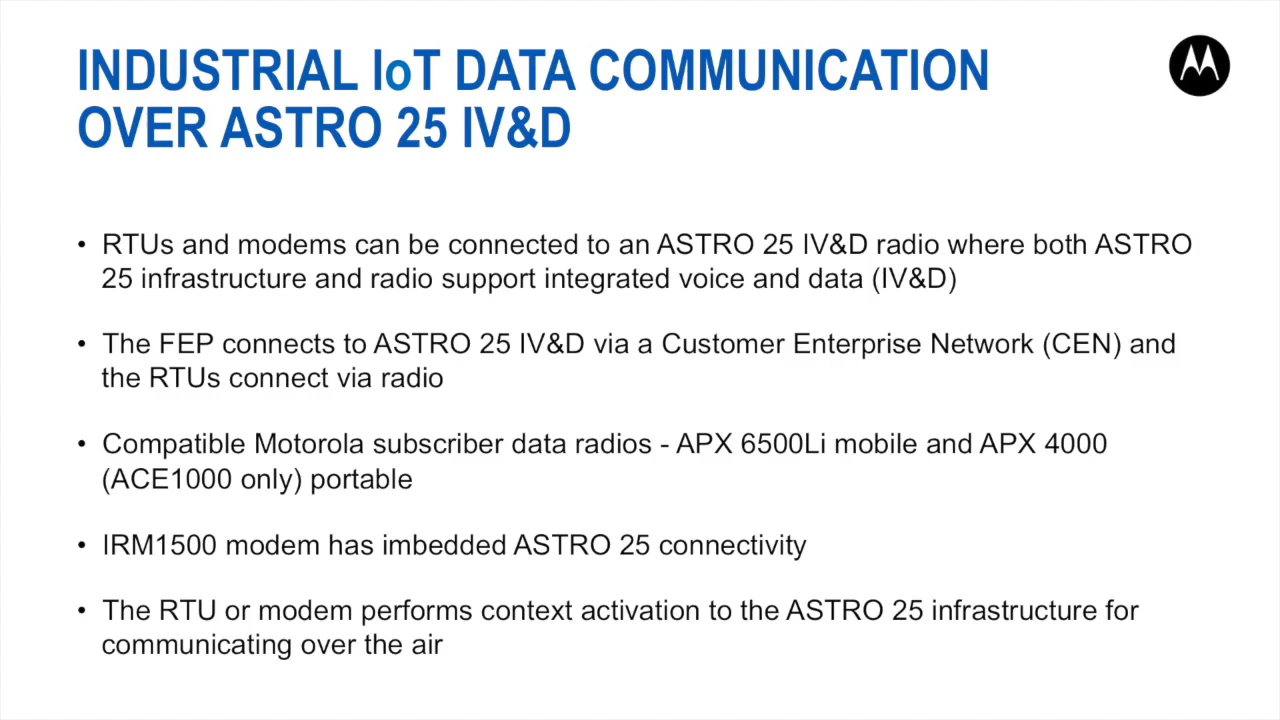 INDUSTRIAL IoT DATA COMMUNICATION
OVER ASTRO 25 IV&D
• RTUs and modems can be connected to an ASTRO 25 IV&D radio where both ASTRO
25 infrastructure and radio support integrated voice and data (IV&D)
• The FEP connects to ASTRO 25 IV&D via a Customer Enterprise Network (CEN) and
the RTUs connect via radio
• Compatible Motorola subscriber data radios - APX 6500Li mobile and APX 4000
(ACE1000 only) portable
• IRM1500 modem has imbedded ASTRO 25 connectivity
• The RTU or modem performs context activation to the ASTRO 25 infrastructure for
communicating over the air